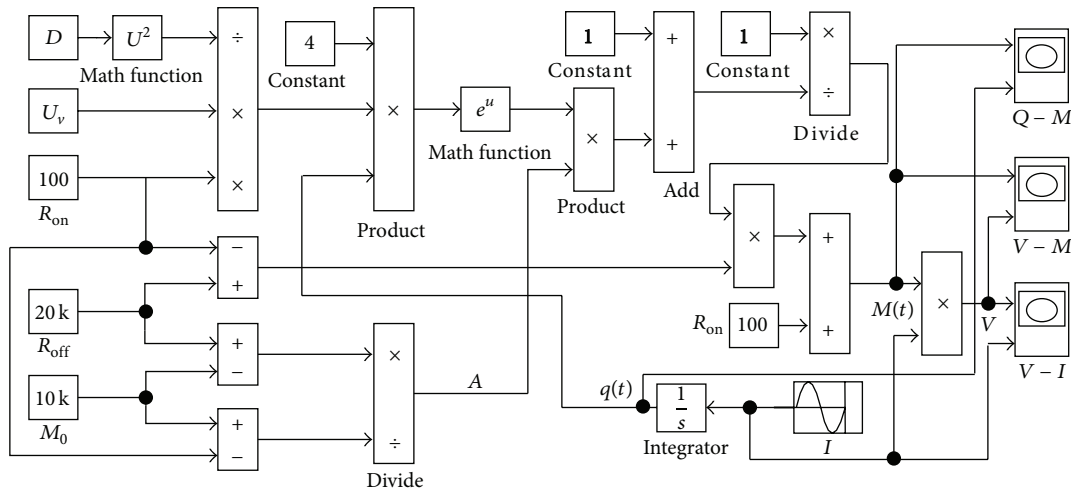 D
U²
÷
Math function
U_v
×
100
×
R_on
4
Constant
×
Product
e^u
Math function
1
Constant
×
Product
+
+
Add
1
Constant
×
÷
Divide
Q − M
V − M
V − I
−
+
20 k
R_off
+
−
10 k
M_0
+
−
×
÷
Divide
A
×
R_on
100
+
+
M(t)
×
V
q(t)
1/s
Integrator
I